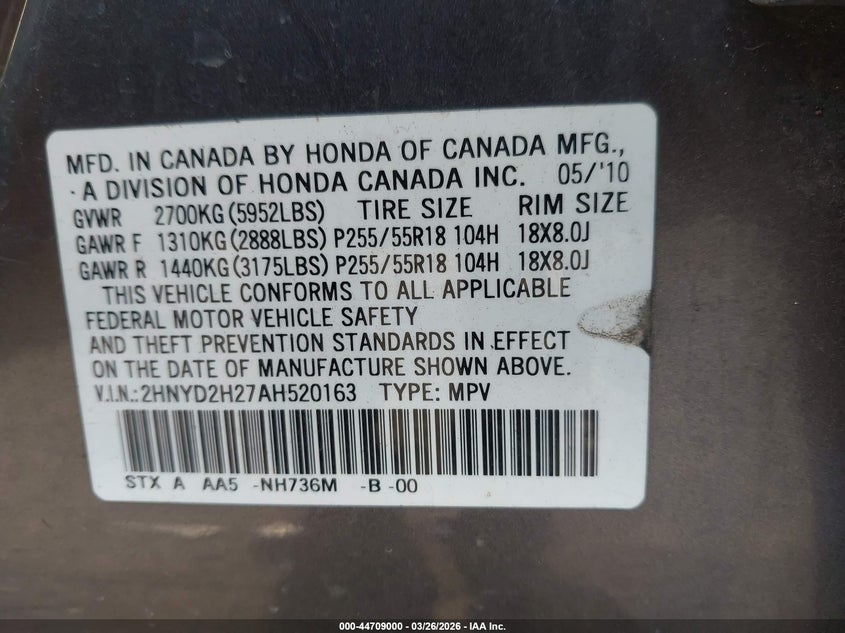 MFD. IN CANADA BY HONDA OF CANADA MFG.,
A DIVISION OF HONDA CANADA INC. 05/'10
GVWR 2700KG(5952LBS) TIRE SIZE RIM SIZE
GAWR F 1310KG(2888LBS) P255/55R18 104H 18X8.0J
GAWR R 1440KG(3175LBS) P255/55R18 104H 18X8.0J
THIS VEHICLE CONFORMS TO ALL APPLICABLE
FEDERAL MOTOR VEHICLE SAFETY
AND THEFT PREVENTION STANDARDS IN EFFECT
ON THE DATE OF MANUFACTURE SHOWN ABOVE.
V.I.N.:2HNYD2H27AH520163 TYPE: MPV
STX A AA5 -NH736M -B -00
000-44709000 — 03/26/2026 — IAA Inc.